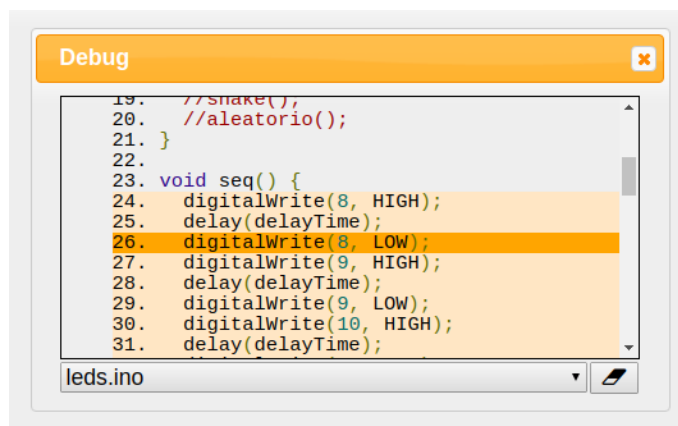 Debug
19. //snake();
20. //aleatorio();
21. }
22.
23. void seq() {
24. digitalWrite(8, HIGH);
25. delay(delayTime);
26. digitalWrite(8, LOW);
27. digitalWrite(9, HIGH);
28. delay(delayTime);
29. digitalWrite(9, LOW);
30. digitalWrite(10, HIGH);
31. delay(delayTime);
leds.ino